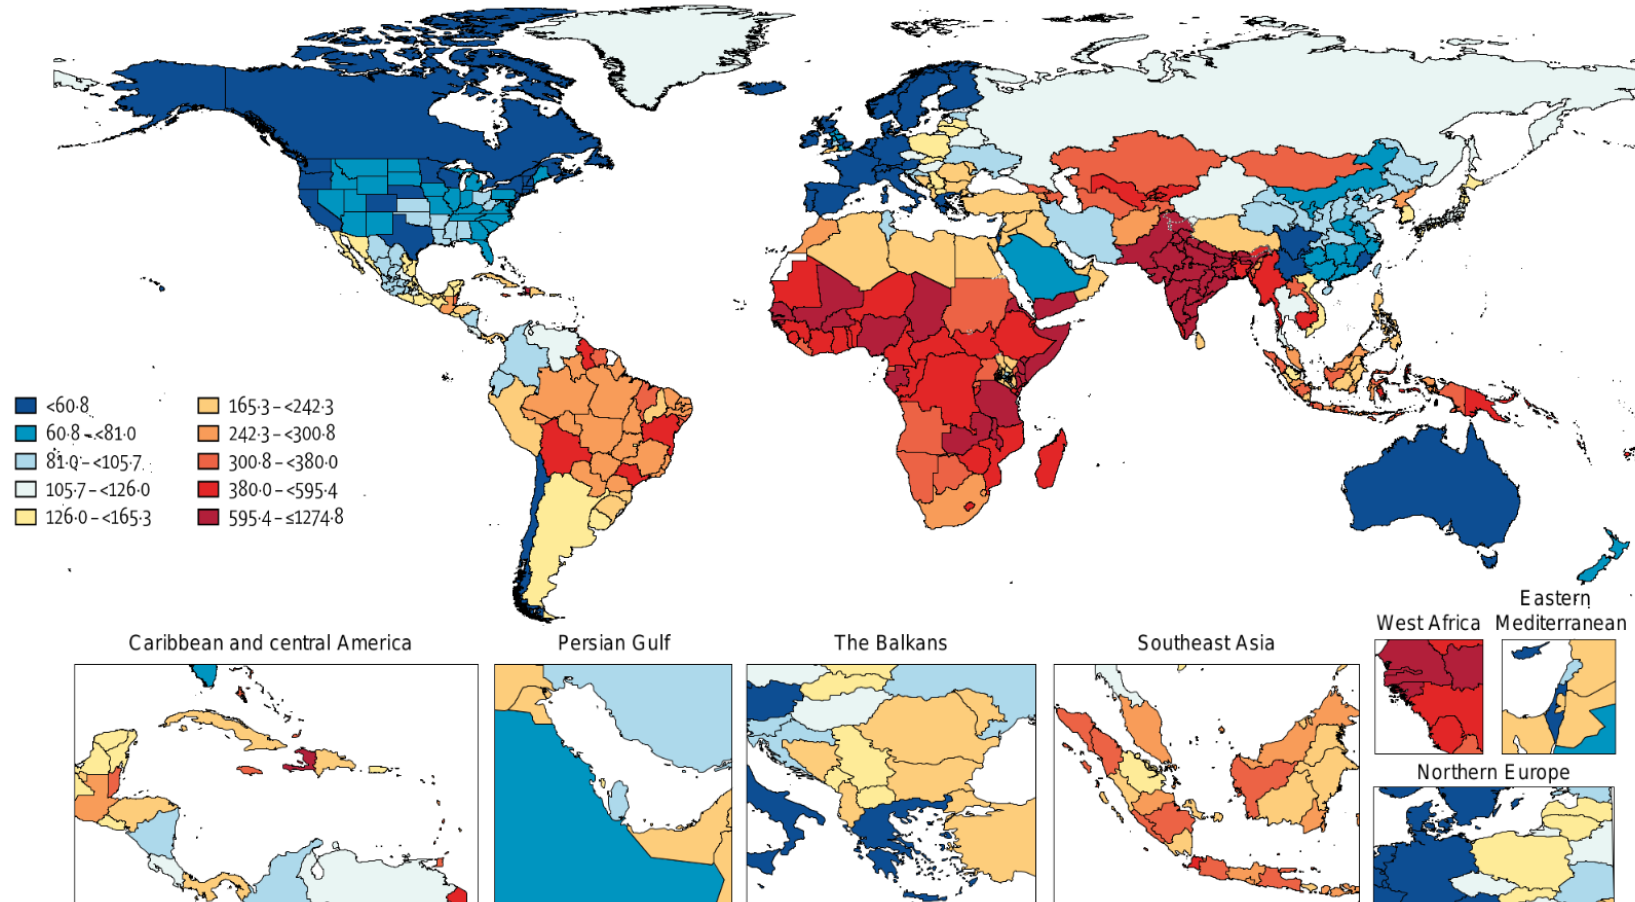 <60·8
60·8–<81·0
81·0–<105·7
105·7–<126·0
126·0–<165·3
165·3–<242·3
242·3–<300·8
300·8–<380·0
380·0–<595·4
595·4–≤1274·8
Caribbean and central America
Persian Gulf
The Balkans
Southeast Asia
West Africa
Eastern
Mediterranean
Northern Europe